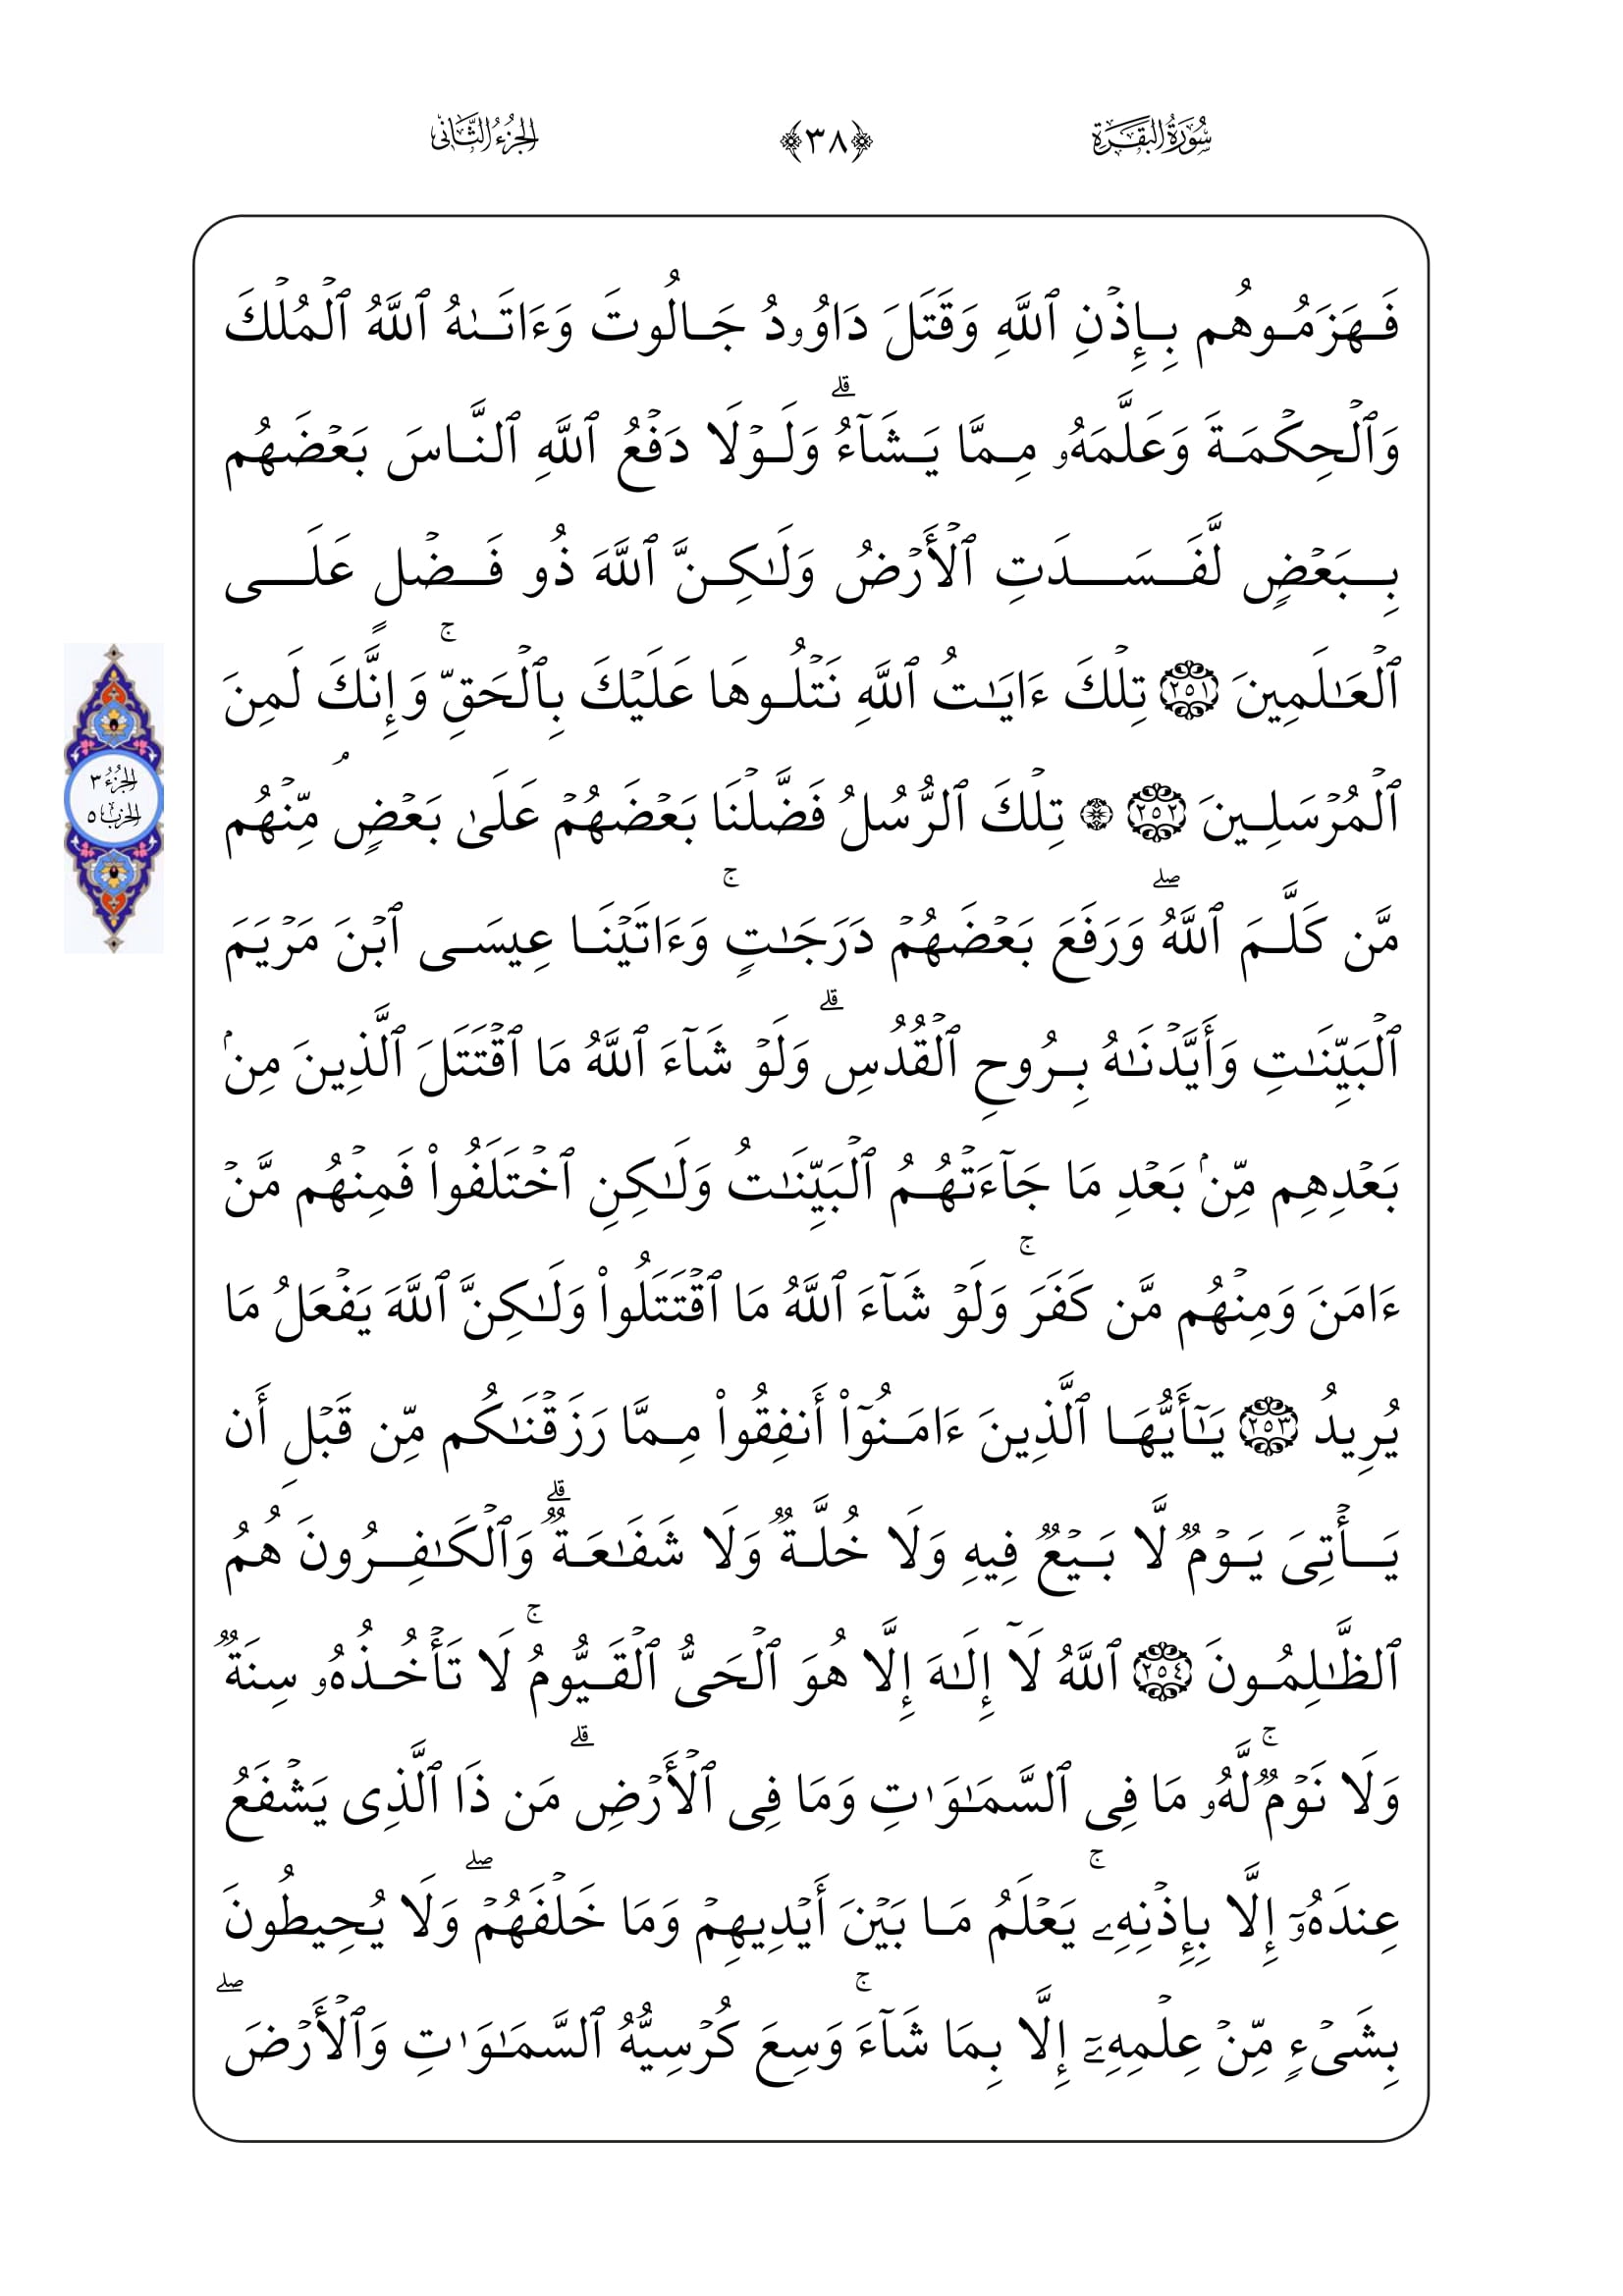 سُورَةُ البَقَرَةِ ﴿٣٨﴾ الجُزْءُ الثَّانِي
فَهَزَمُوهُم بِإِذۡنِ ٱللَّهِ وَقَتَلَ دَاوُۥدُ جَالُوتَ وَءَاتَىٰهُ ٱللَّهُ ٱلۡمُلۡكَ
وَٱلۡحِكۡمَةَ وَعَلَّمَهُۥ مِمَّا يَشَآءُۗ وَلَوۡلَا دَفۡعُ ٱللَّهِ ٱلنَّاسَ بَعۡضَهُم
بِبَعۡضٖ لَّفَسَدَتِ ٱلۡأَرۡضُ وَلَٰكِنَّ ٱللَّهَ ذُو فَضۡلٍ عَلَى
ٱلۡعَٰلَمِينَ ٢٥١ تِلۡكَ ءَايَٰتُ ٱللَّهِ نَتۡلُوهَا عَلَيۡكَ بِٱلۡحَقِّۚ وَإِنَّكَ لَمِنَ
ٱلۡمُرۡسَلِينَ ٢٥٢ ۞ تِلۡكَ ٱلرُّسُلُ فَضَّلۡنَا بَعۡضَهُمۡ عَلَىٰ بَعۡضٖۘ مِّنۡهُم
مَّن كَلَّمَ ٱللَّهُۖ وَرَفَعَ بَعۡضَهُمۡ دَرَجَٰتٖۚ وَءَاتَيۡنَا عِيسَى ٱبۡنَ مَرۡيَمَ
ٱلۡبَيِّنَٰتِ وَأَيَّدۡنَٰهُ بِرُوحِ ٱلۡقُدُسِۗ وَلَوۡ شَآءَ ٱللَّهُ مَا ٱقۡتَتَلَ ٱلَّذِينَ مِنۢ
بَعۡدِهِم مِّنۢ بَعۡدِ مَا جَآءَتۡهُمُ ٱلۡبَيِّنَٰتُ وَلَٰكِنِ ٱخۡتَلَفُواْ فَمِنۡهُم مَّنۡ
ءَامَنَ وَمِنۡهُم مَّن كَفَرَۚ وَلَوۡ شَآءَ ٱللَّهُ مَا ٱقۡتَتَلُواْ وَلَٰكِنَّ ٱللَّهَ يَفۡعَلُ مَا
يُرِيدُ ٢٥٣ يَٰٓأَيُّهَا ٱلَّذِينَ ءَامَنُوٓاْ أَنفِقُواْ مِمَّا رَزَقۡنَٰكُم مِّن قَبۡلِ أَن
يَأۡتِيَ يَوۡمٞ لَّا بَيۡعٞ فِيهِ وَلَا خُلَّةٞ وَلَا شَفَٰعَةٞۗ وَٱلۡكَٰفِرُونَ هُمُ
ٱلظَّٰلِمُونَ ٢٥٤ ٱللَّهُ لَآ إِلَٰهَ إِلَّا هُوَ ٱلۡحَيُّ ٱلۡقَيُّومُۚ لَا تَأۡخُذُهُۥ سِنَةٞ
وَلَا نَوۡمٞۚ لَّهُۥ مَا فِي ٱلسَّمَٰوَٰتِ وَمَا فِي ٱلۡأَرۡضِۗ مَن ذَا ٱلَّذِي يَشۡفَعُ
عِندَهُۥٓ إِلَّا بِإِذۡنِهِۦۚ يَعۡلَمُ مَا بَيۡنَ أَيۡدِيهِمۡ وَمَا خَلۡفَهُمۡۖ وَلَا يُحِيطُونَ
بِشَيۡءٖ مِّنۡ عِلۡمِهِۦٓ إِلَّا بِمَا شَآءَۚ وَسِعَ كُرۡسِيُّهُ ٱلسَّمَٰوَٰتِ وَٱلۡأَرۡضَۖ
الجُزْءُ ٣
الحِزْبُ ٥